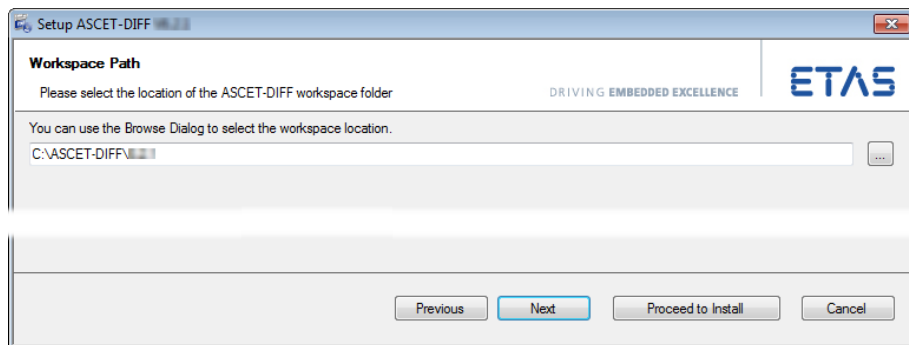 Setup ASCET-DIFF
Workspace Path
Please select the location of the ASCET-DIFF workspace folder
DRIVING EMBEDDED EXCELLENCE
ETAS
You can use the Browse Dialog to select the workspace location.
C:\ASCET-DIFF\
...
Previous
Next
Proceed to Install
Cancel